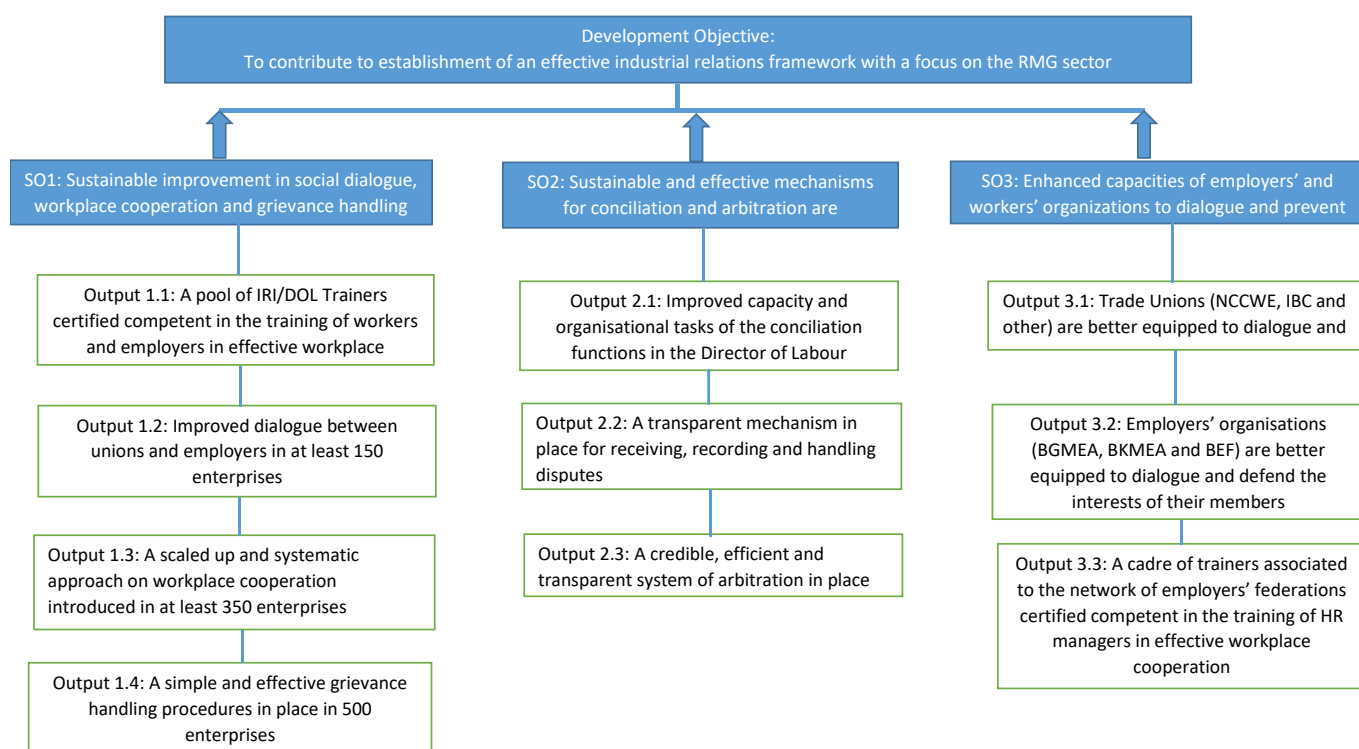 Development Objective:
To contribute to establishment of an effective industrial relations framework with a focus on the RMG sector
SO1: Sustainable improvement in social dialogue,
workplace cooperation and grievance handling
Output 1.1: A pool of IRI/DOL Trainers
certified competent in the training of workers
and employers in effective workplace
Output 1.2: Improved dialogue between
unions and employers in at least 150
enterprises
Output 1.3: A scaled up and systematic
approach on workplace cooperation
introduced in at least 350 enterprises
Output 1.4: A simple and effective grievance
handling procedures in place in 500
enterprises
SO2: Sustainable and effective mechanisms
for conciliation and arbitration are
Output 2.1: Improved capacity and
organisational tasks of the conciliation
functions in the Director of Labour
Output 2.2: A transparent mechanism in
place for receiving, recording and handling
disputes
Output 2.3: A credible, efficient and
transparent system of arbitration in place
SO3: Enhanced capacities of employers’ and
workers’ organizations to dialogue and prevent
Output 3.1: Trade Unions (NCCWE, IBC and
other) are better equipped to dialogue and
Output 3.2: Employers’ organisations
(BGMEA, BKMEA and BEF) are better
equipped to dialogue and defend the
interests of their members
Output 3.3: A cadre of trainers associated
to the network of employers’ federations
certified competent in the training of HR
managers in effective workplace
cooperation